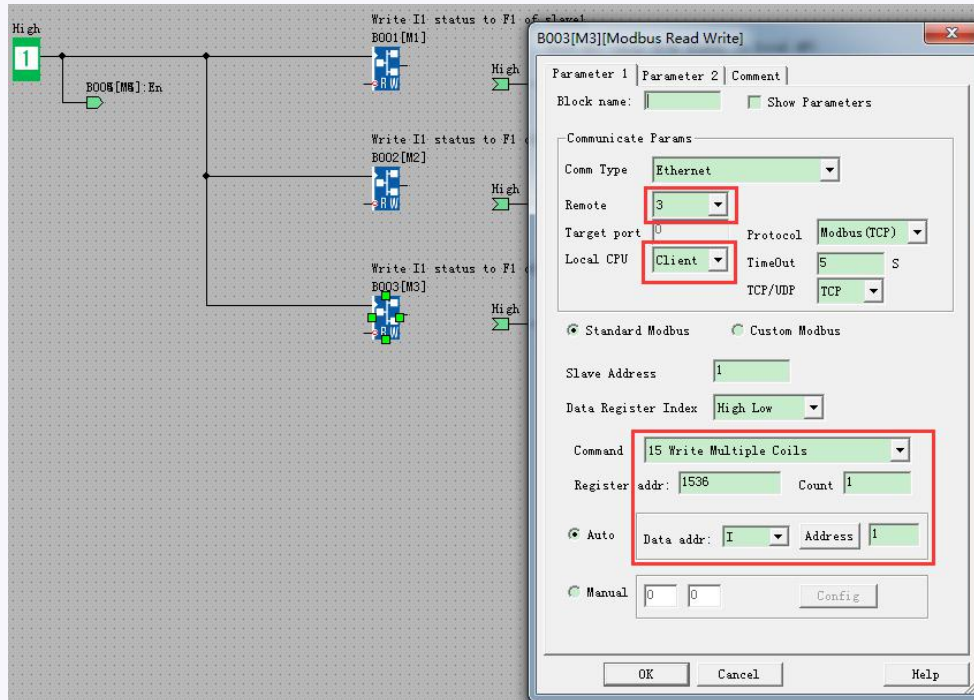 High
1
B006[M6]:En
Write I1 status to F1 of slave1
B001[M1]
RW
High
Write I1 status to F1
B002[M2]
RW
High
Write I1 status to F1
B003[M3]
RW
High
B003[M3][Modbus Read Write]
Parameter 1 Parameter 2 Comment
Block name: Show Parameters
Communicate Params
Comm Type Ethernet
Remote 3
Target port 0 Protocol Modbus(TCP)
Local CPU Client TimeOut 5 S
TCP/UDP TCP
Standard Modbus Custom Modbus
Slave Address 1
Data Register Index High Low
Command 15 Write Multiple Coils
Register addr: 1536 Count 1
Auto Data addr: I Address 1
Manual 0 0 Config
OK Cancel Help